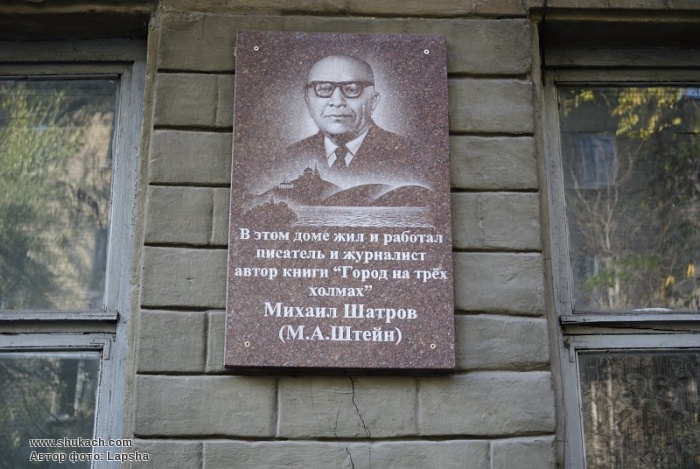 В этом доме жил и работал
писатель и журналист
автор книги "Город на трёх
холмах"
Михаил Шатров
(М.А.Штейн)
www.shukach.com
Автор фото: Lapsha